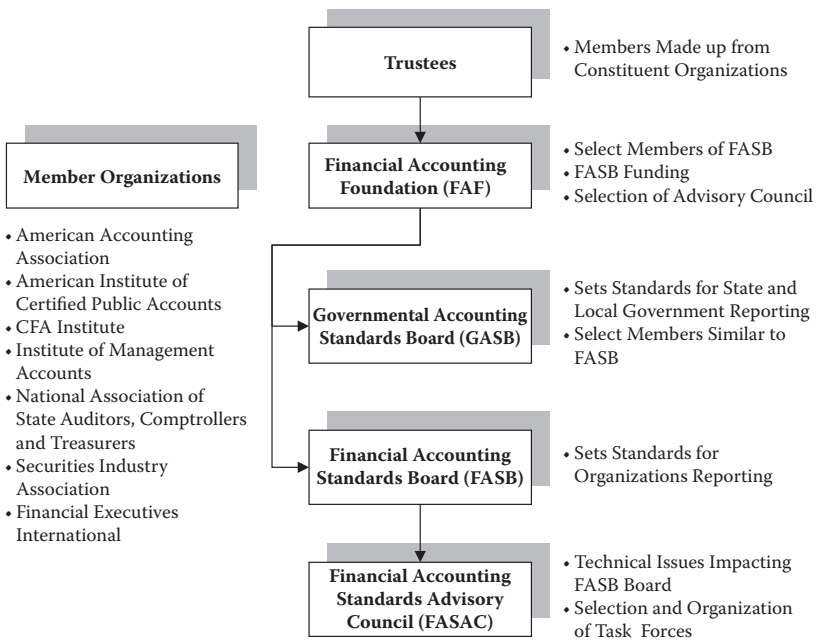 Trustees
• Members Made up from
Constituent Organizations
Member Organizations
• American Accounting
Association
• American Institute of
Certified Public Accounts
• CFA Institute
• Institute of Management
Accounts
• National Association of
State Auditors, Comptrollers
and Treasurers
• Securities Industry
Association
• Financial Executives
International
Financial Accounting
Foundation (FAF)
• Select Members of FASB
• FASB Funding
• Selection of Advisory Council
Governmental Accounting
Standards Board (GASB)
• Sets Standards for State and
Local Government Reporting
• Select Members Similar to
FASB
Financial Accounting
Standards Board (FASB)
• Sets Standards for
Organizations Reporting
Financial Accounting
Standards Advisory
Council (FASAC)
• Technical Issues Impacting
FASB Board
• Selection and Organization
of Task Forces